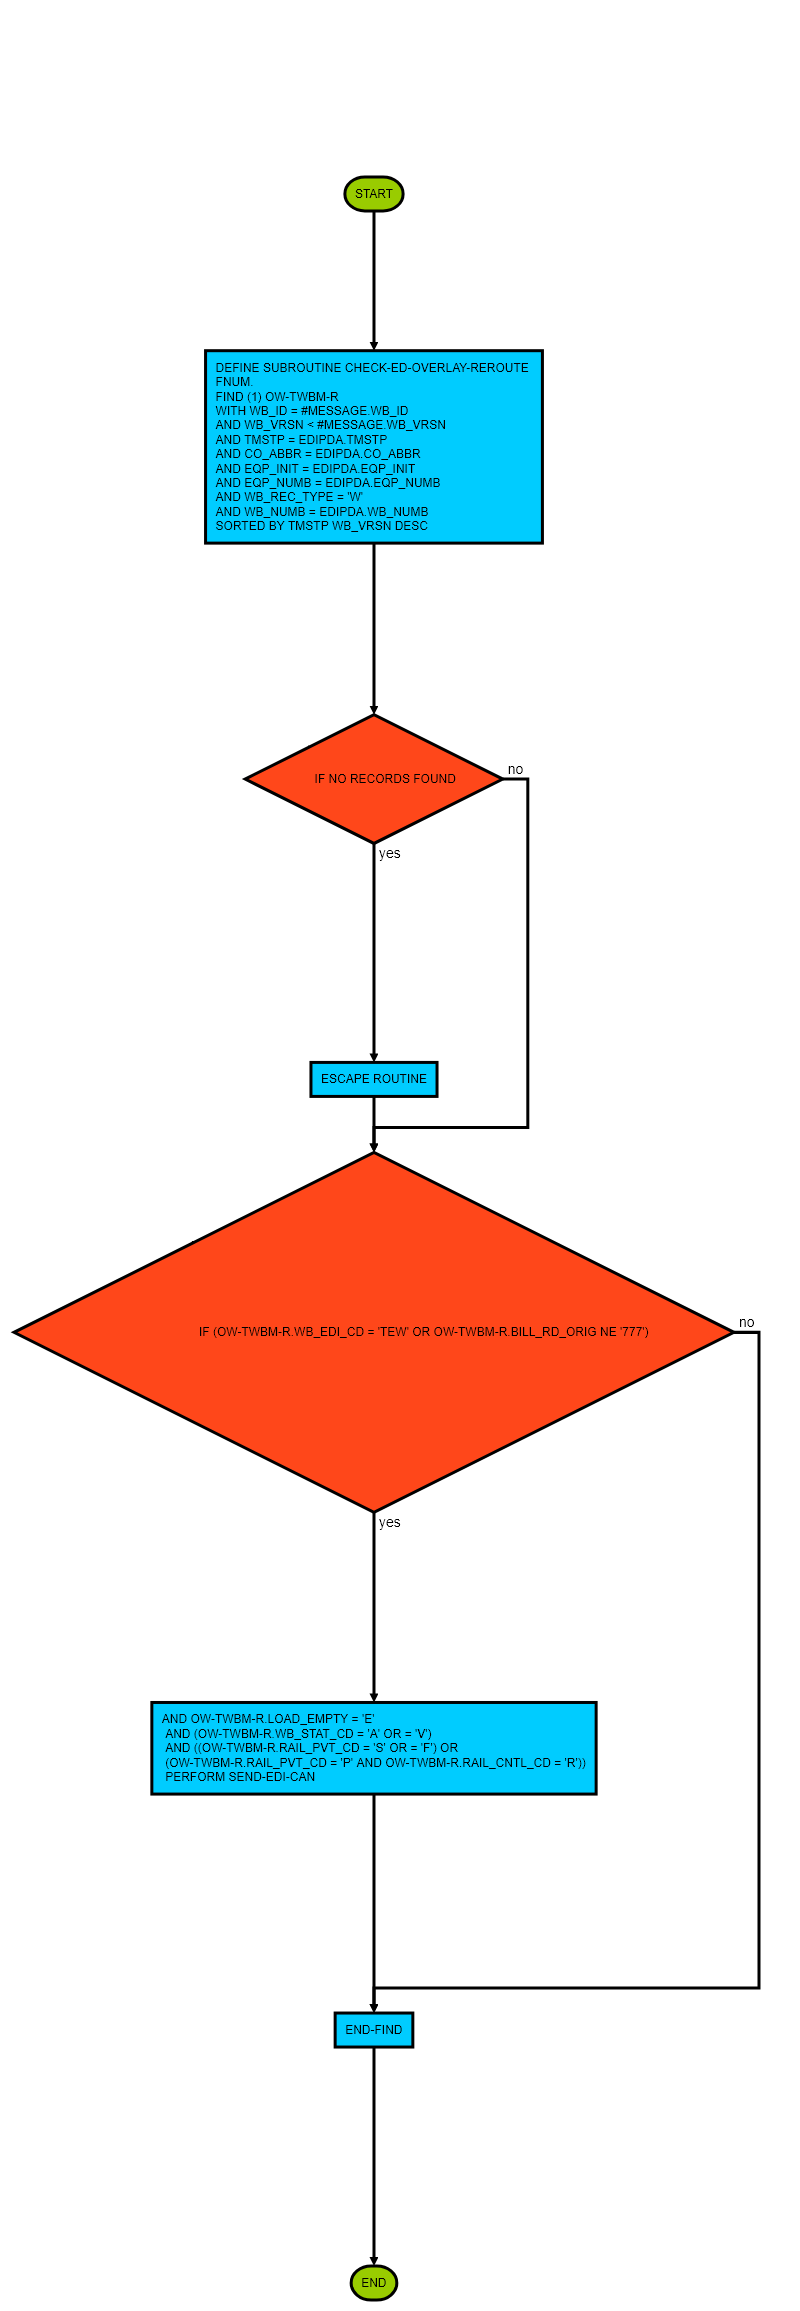 START
DEFINE SUBROUTINE CHECK-ED-OVERLAY-REROUTE
FNUM.
FIND (1) OW-TWBM-R
WITH WB_ID = #MESSAGE.WB_ID
AND WB_VRSN < #MESSAGE.WB_VRSN
AND TMSTP = EDIPDA.TMSTP
AND CO_ABBR = EDIPDA.CO_ABBR
AND EQP_INIT = EDIPDA.EQP_INIT
AND EQP_NUMB = EDIPDA.EQP_NUMB
AND WB_REC_TYPE = 'W'
AND WB_NUMB = EDIPDA.WB_NUMB
SORTED BY TMSTP WB_VRSN DESC
IF NO RECORDS FOUND
no
yes
ESCAPE ROUTINE
IF (OW-TWBM-R.WB_EDI_CD = 'TEW' OR OW-TWBM-R.BILL_RD_ORIG NE '777')
no
yes
AND OW-TWBM-R.LOAD_EMPTY = 'E'
AND (OW-TWBM-R.WB_STAT_CD = 'A' OR = 'V')
AND ((OW-TWBM-R.RAIL_PVT_CD = 'S' OR = 'F') OR
(OW-TWBM-R.RAIL_PVT_CD = 'P' AND OW-TWBM-R.RAIL_CNTL_CD = 'R'))
PERFORM SEND-EDI-CAN
END-FIND
END